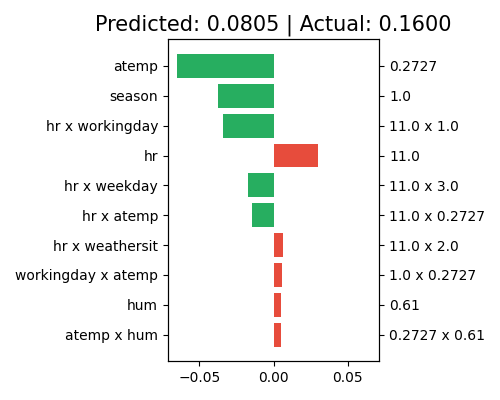 Predicted: 0.0805 | Actual: 0.1600
atemp 0.2727
season 1.0
hr x workingday 11.0 x 1.0
hr 11.0
hr x weekday 11.0 x 3.0
hr x atemp 11.0 x 0.2727
hr x weathersit 11.0 x 2.0
workingday x atemp 1.0 x 0.2727
hum 0.61
atemp x hum 0.2727 x 0.61
−0.05 0.00 0.05